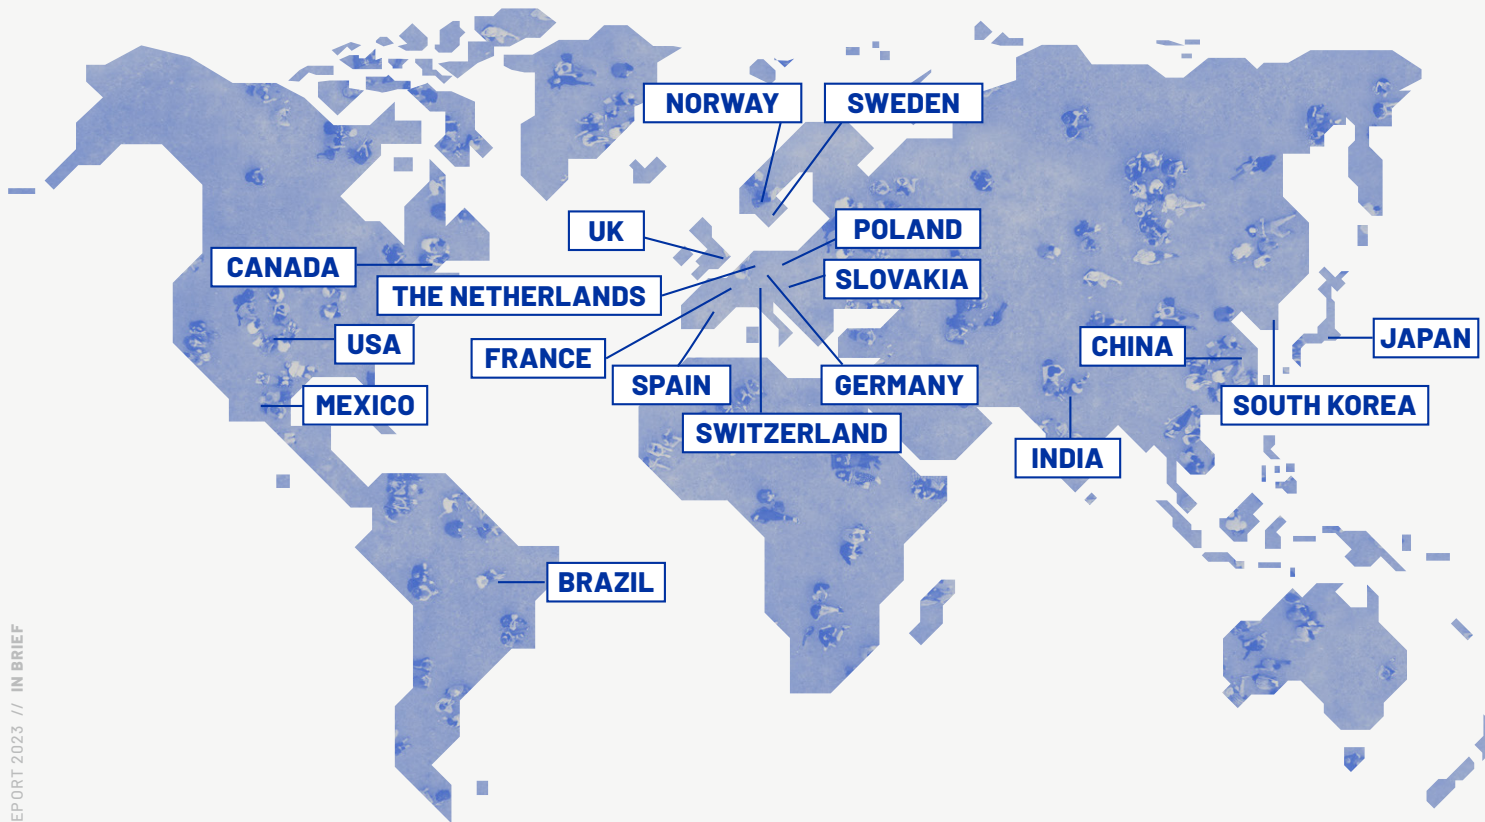 NORWAY
SWEDEN
UK
POLAND
CANADA
SLOVAKIA
THE NETHERLANDS
USA
JAPAN
CHINA
FRANCE
SPAIN
GERMANY
MEXICO
SOUTH KOREA
SWITZERLAND
INDIA
BRAZIL
EPORT 2023 // IN BRIEF